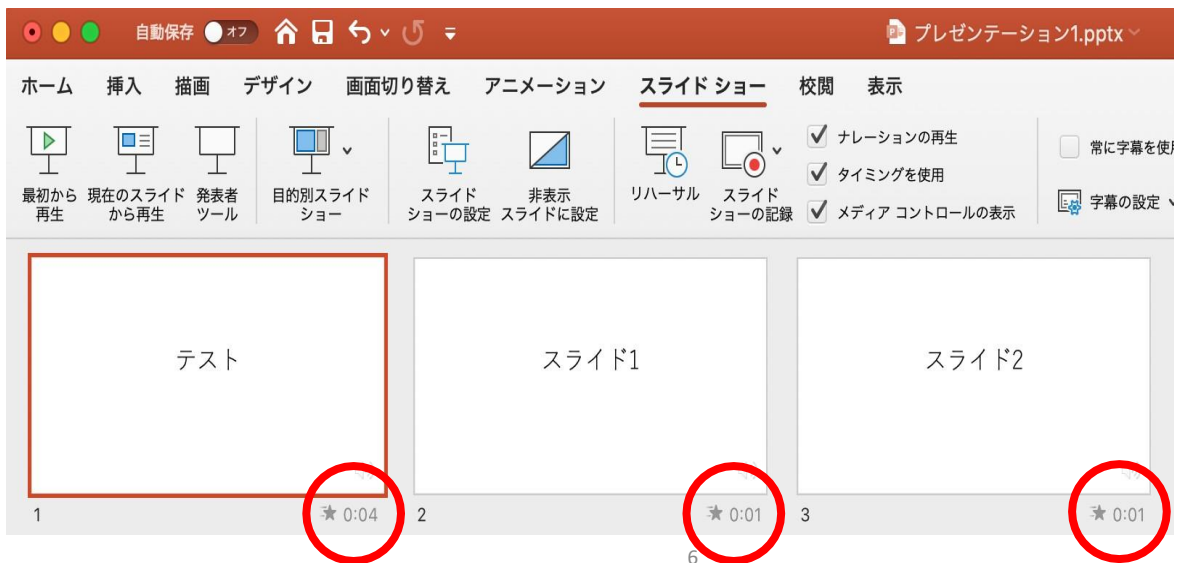 自動保存 オフ プレゼンテーション1.pptx
ホーム 挿入 描画 デザイン 画面切り替え アニメーション スライド ショー 校閲 表示
最初から
再生
現在のスライド
から再生
発表者
ツール
目的別スライド
ショー
スライド
ショーの設定
非表示
スライドに設定
リハーサル
スライド
ショーの記録
ナレーションの再生
タイミングを使用
メディア コントロールの表示
常に字幕を使
字幕の設定
テスト
スライド1
スライド2
1 0:04 2 0:01 3 0:01
6